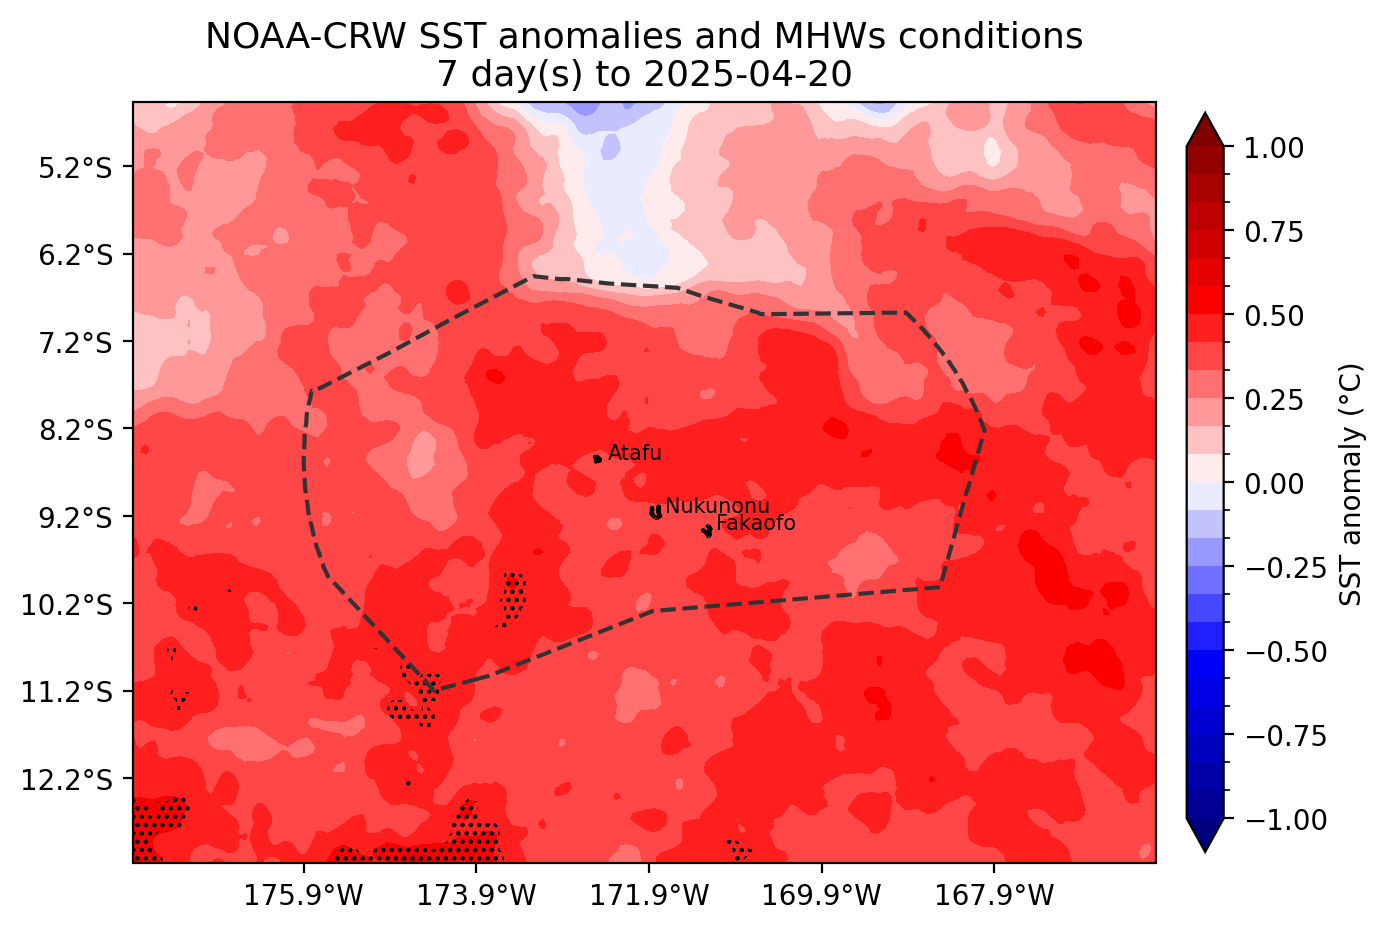 NOAA-CRW SST anomalies and MHWs conditions
7 day(s) to 2025-04-20
5.2°S
6.2°S
7.2°S
8.2°S
9.2°S
10.2°S
11.2°S
12.2°S
Atafu
Nukunonu
Fakaofo
175.9°W
173.9°W
171.9°W
169.9°W
167.9°W
1.00
0.75
0.50
0.25
0.00
−0.25
−0.50
−0.75
−1.00
SST anomaly (°C)